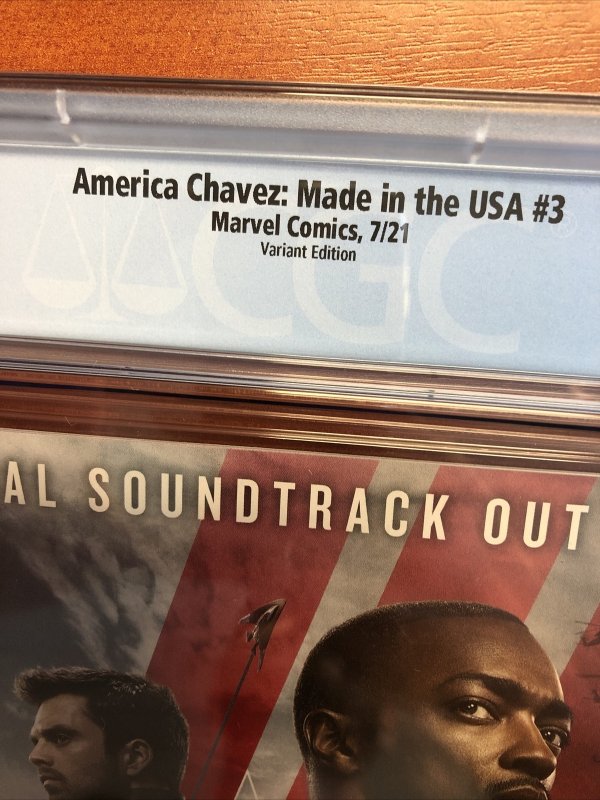 America Chavez: Made in the USA #3
Marvel Comics, 7/21
Variant Edition
CGC
®
AL SOUNDTRACK OUT